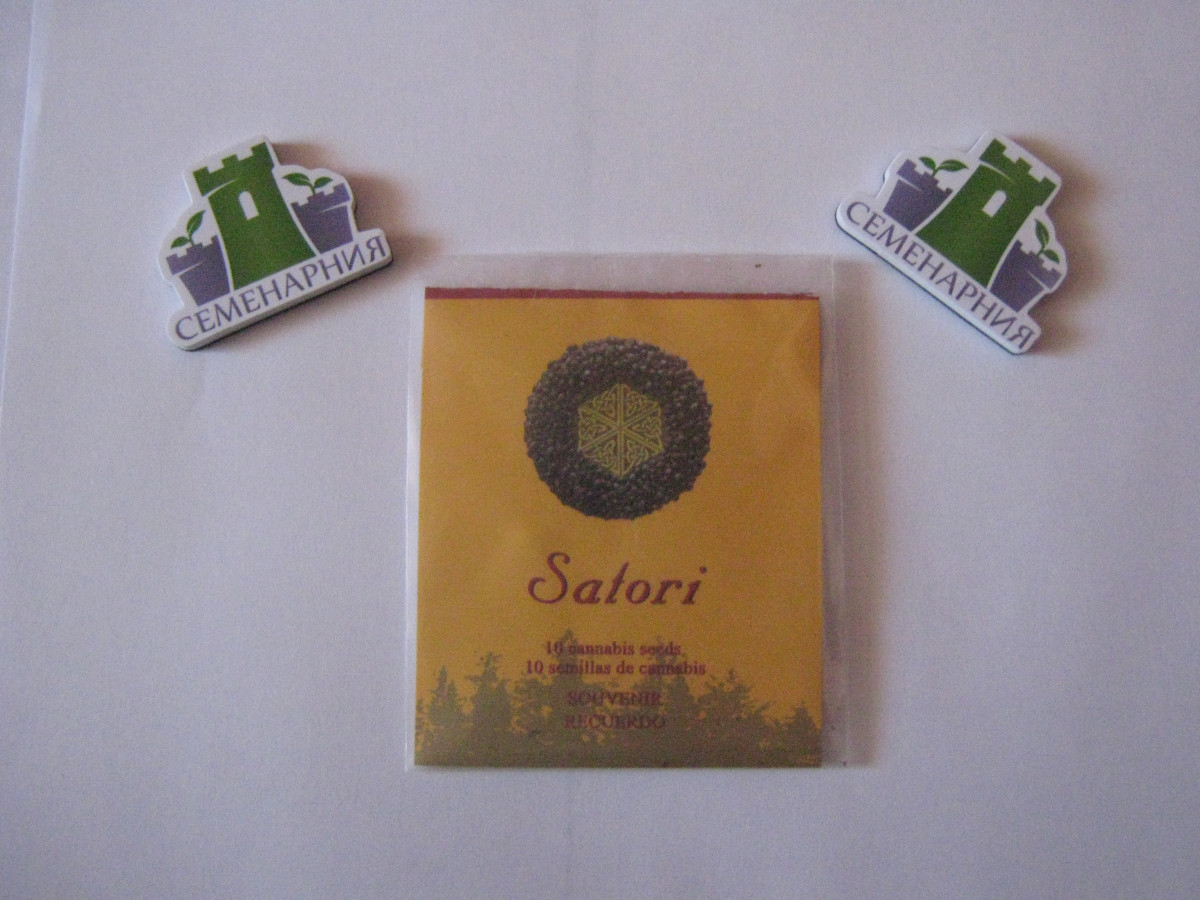 СЕМЕНАРНИЯ
СЕМЕНАРНИЯ
Satori
10 cannabis seeds
10 semillas de cannabis
SOUVENIR
RECUERDO